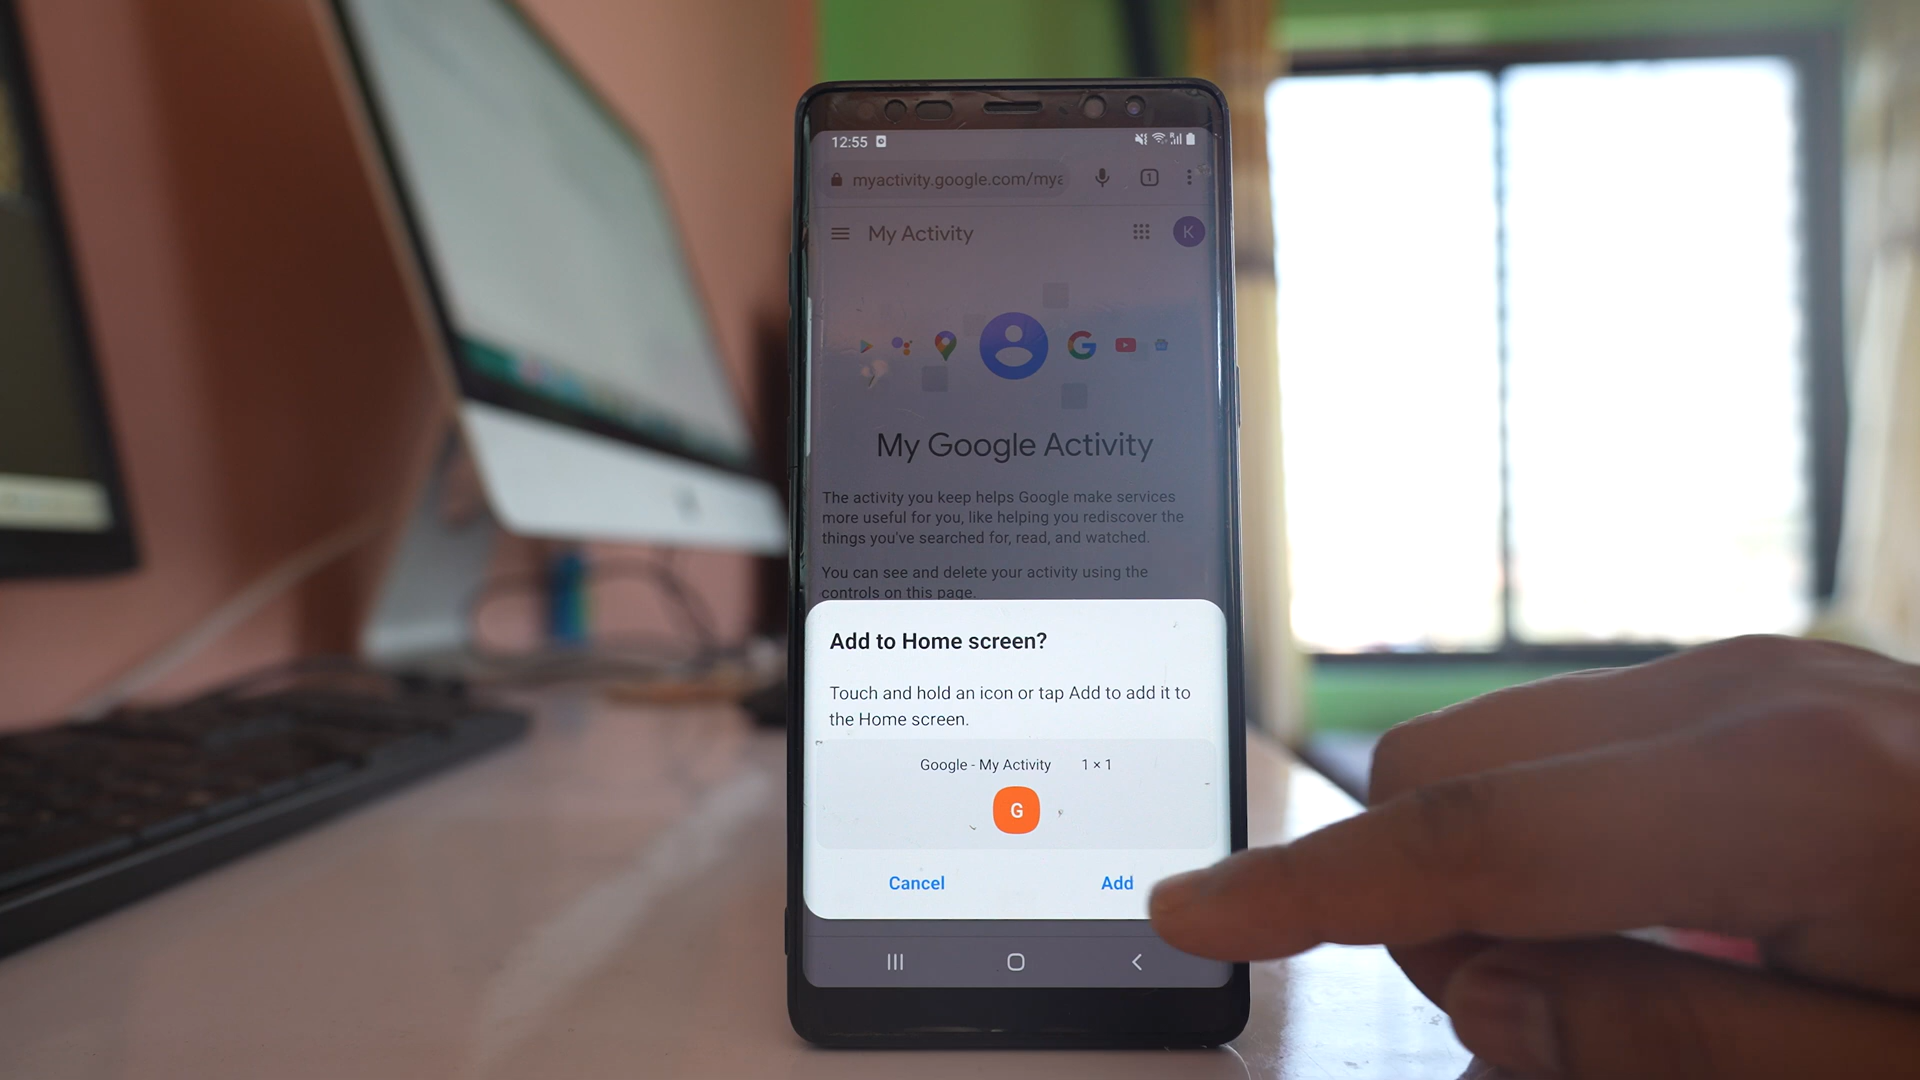 12:55
myactivity.google.com/mya
1
My Activity
K
G
My Google Activity
The activity you keep helps Google make services
more useful for you, like helping you rediscover the
things you've searched for, read, and watched.
You can see and delete your activity using the
controls on this page.
Add to Home screen?
Touch and hold an icon or tap Add to add it to
the Home screen.
Google - My Activity 1 × 1
G
Cancel Add